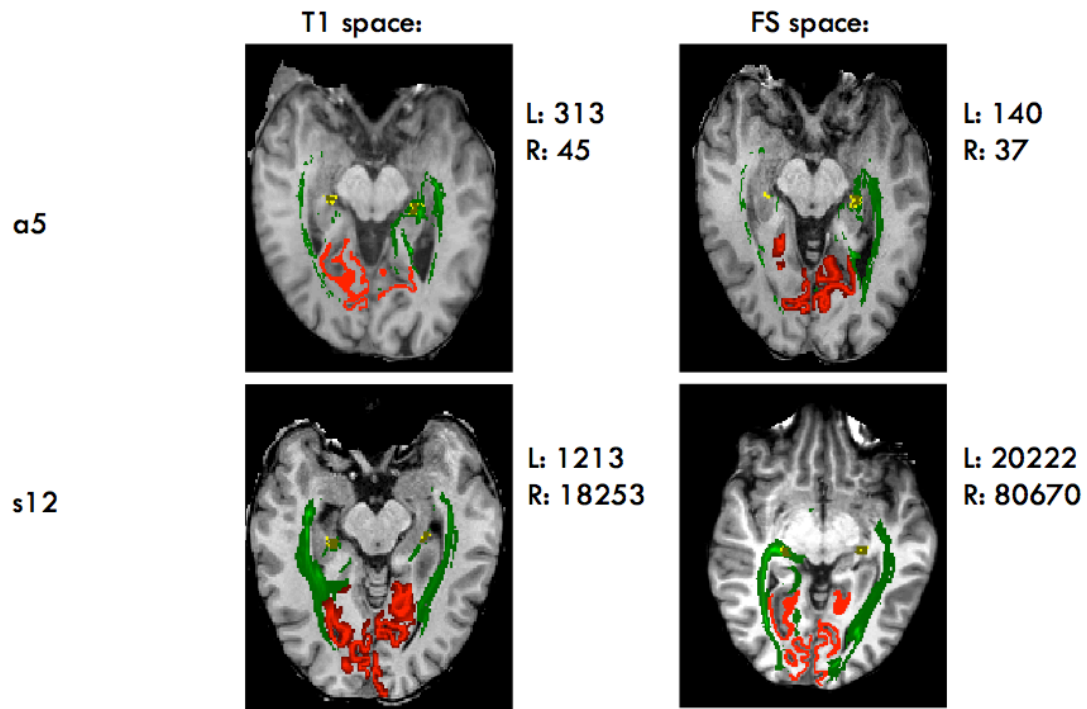 T1 space:
FS space:
a5
L: 313
R: 45
L: 140
R: 37
s12
L: 1213
R: 18253
L: 20222
R: 80670